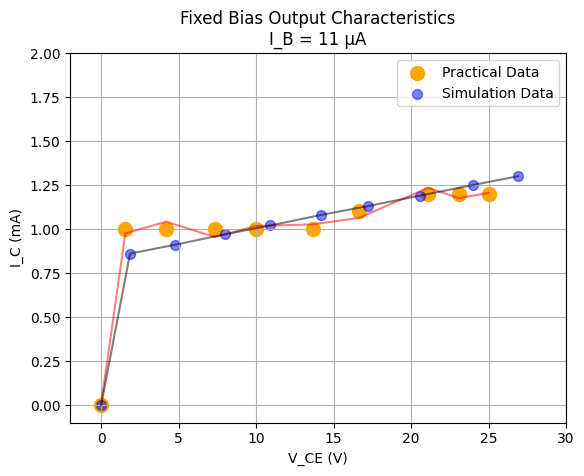 Fixed Bias Output Characteristics
I_B = 11 μA
Practical Data
Simulation Data
2.00
1.75
1.50
1.25
1.00
0.75
0.50
0.25
0.00
I_C (mA)
0
5
10
15
20
25
30
V_CE (V)